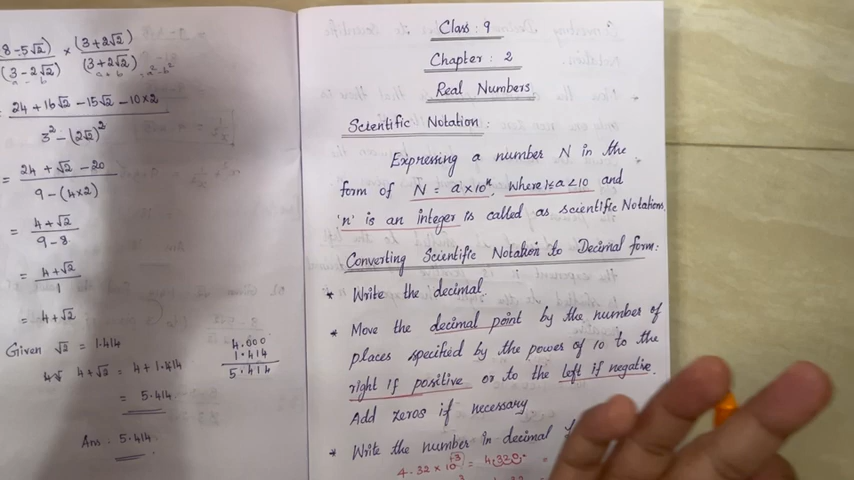 (8-5√2) × (3+2√2)
(3-2√2) (3+2√2)
a b a b = a²-b²
= 24+16√2 -15√2 -10×2
3² - (2√2)²
= 24 + √2 - 20
9 - (4×2)
= 4+√2
9-8
= 4+√2
1
= 4+√2
Given √2 = 1.414
4+√2 = 4+1.414
= 5.414
4.000
1.414
5.414
Ans : 5.414
Class : 9
Chapter : 2
Real Numbers
Scientific Notation :
Expressing a number N in the
form of N = a×10ⁿ, Where 1≤a<10 and
'n' is an integer is called as scientific Notations.
Converting Scientific Notation to Decimal form:
* Write the decimal.
* Move the decimal point by the number of
places specified by the power of 10 to the
right if positive or to the left if negative.
Add zeros if necessary
* Write the number in decimal
4.32 × 10⁺³ =